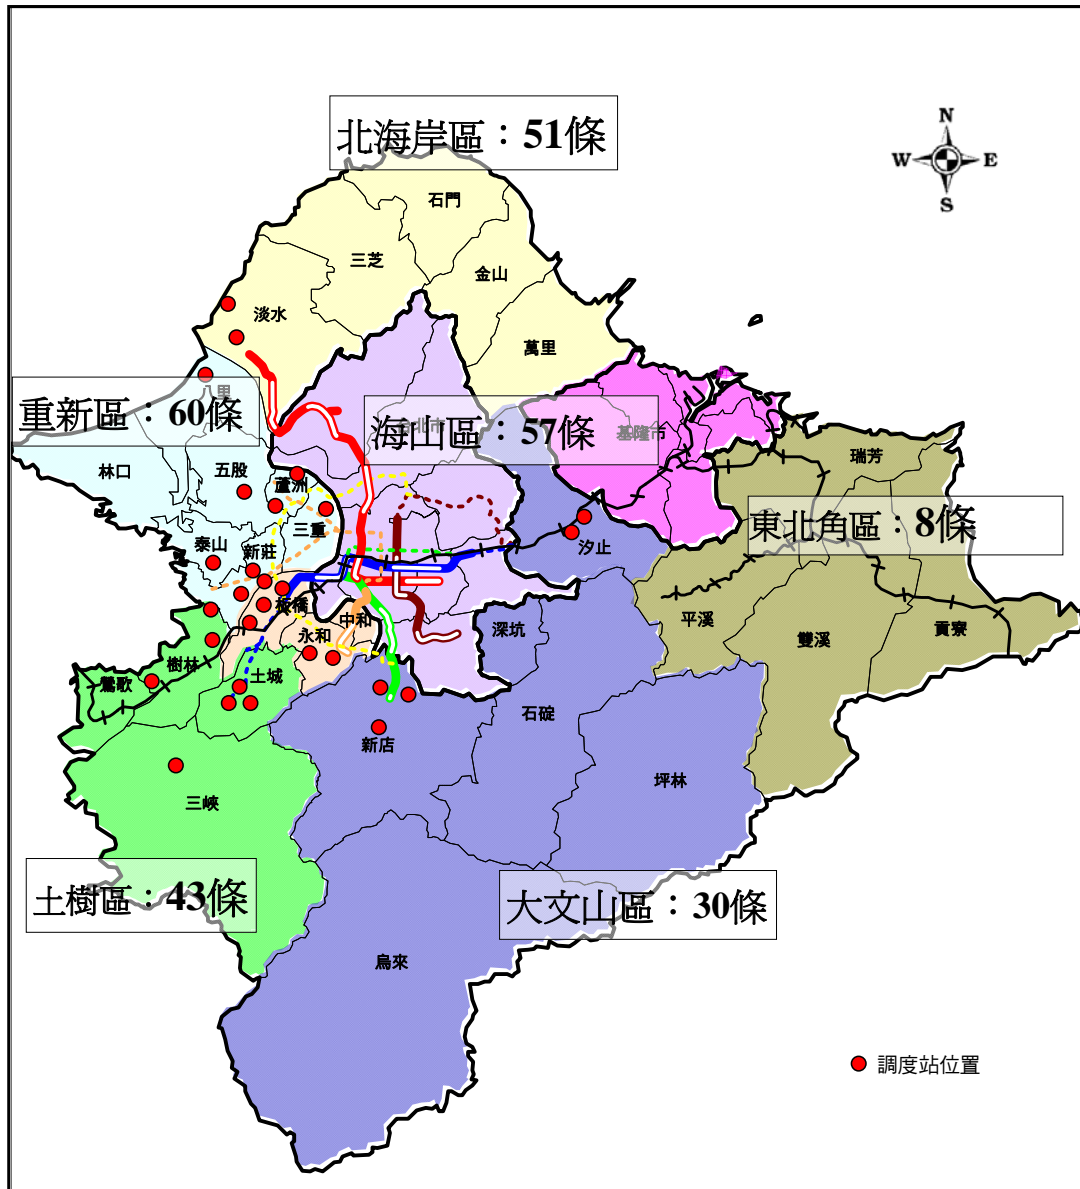 北海岸區：51條
N
W
E
S
石門
三芝
金山
淡水
萬里
八里
重新區：60條
海山區：57條
台北市
基隆市
林口
五股
蘆洲
瑞芳
三重
東北角區：8條
泰山
新莊
汐止
板橋
中和
永和
深坑
平溪
雙溪
貢寮
樹林
鶯歌
土城
石碇
新店
坪林
三峽
土樹區：43條
大文山區：30條
烏來
調度站位置